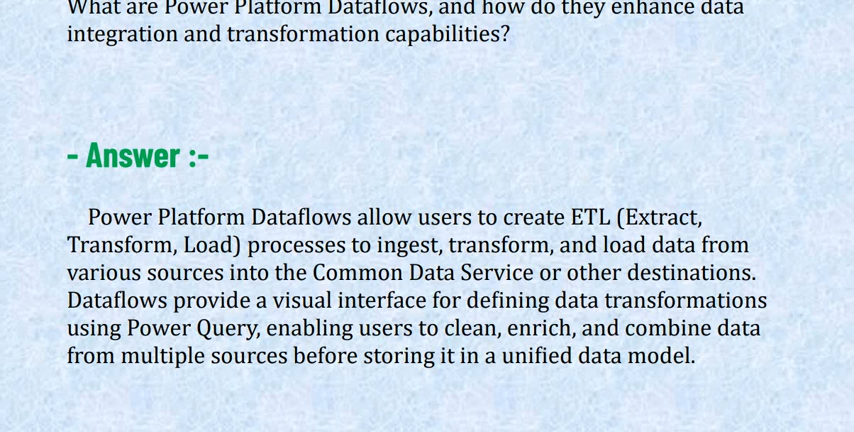 What are Power Platform Dataflows, and how do they enhance data
integration and transformation capabilities?
- Answer :-
Power Platform Dataflows allow users to create ETL (Extract,
Transform, Load) processes to ingest, transform, and load data from
various sources into the Common Data Service or other destinations.
Dataflows provide a visual interface for defining data transformations
using Power Query, enabling users to clean, enrich, and combine data
from multiple sources before storing it in a unified data model.